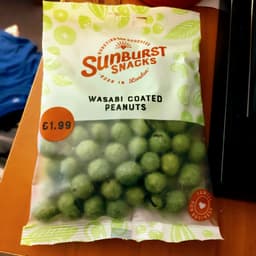 SUNBURST
SNACKS
WASABI COATED
PEANUTS
£1.99